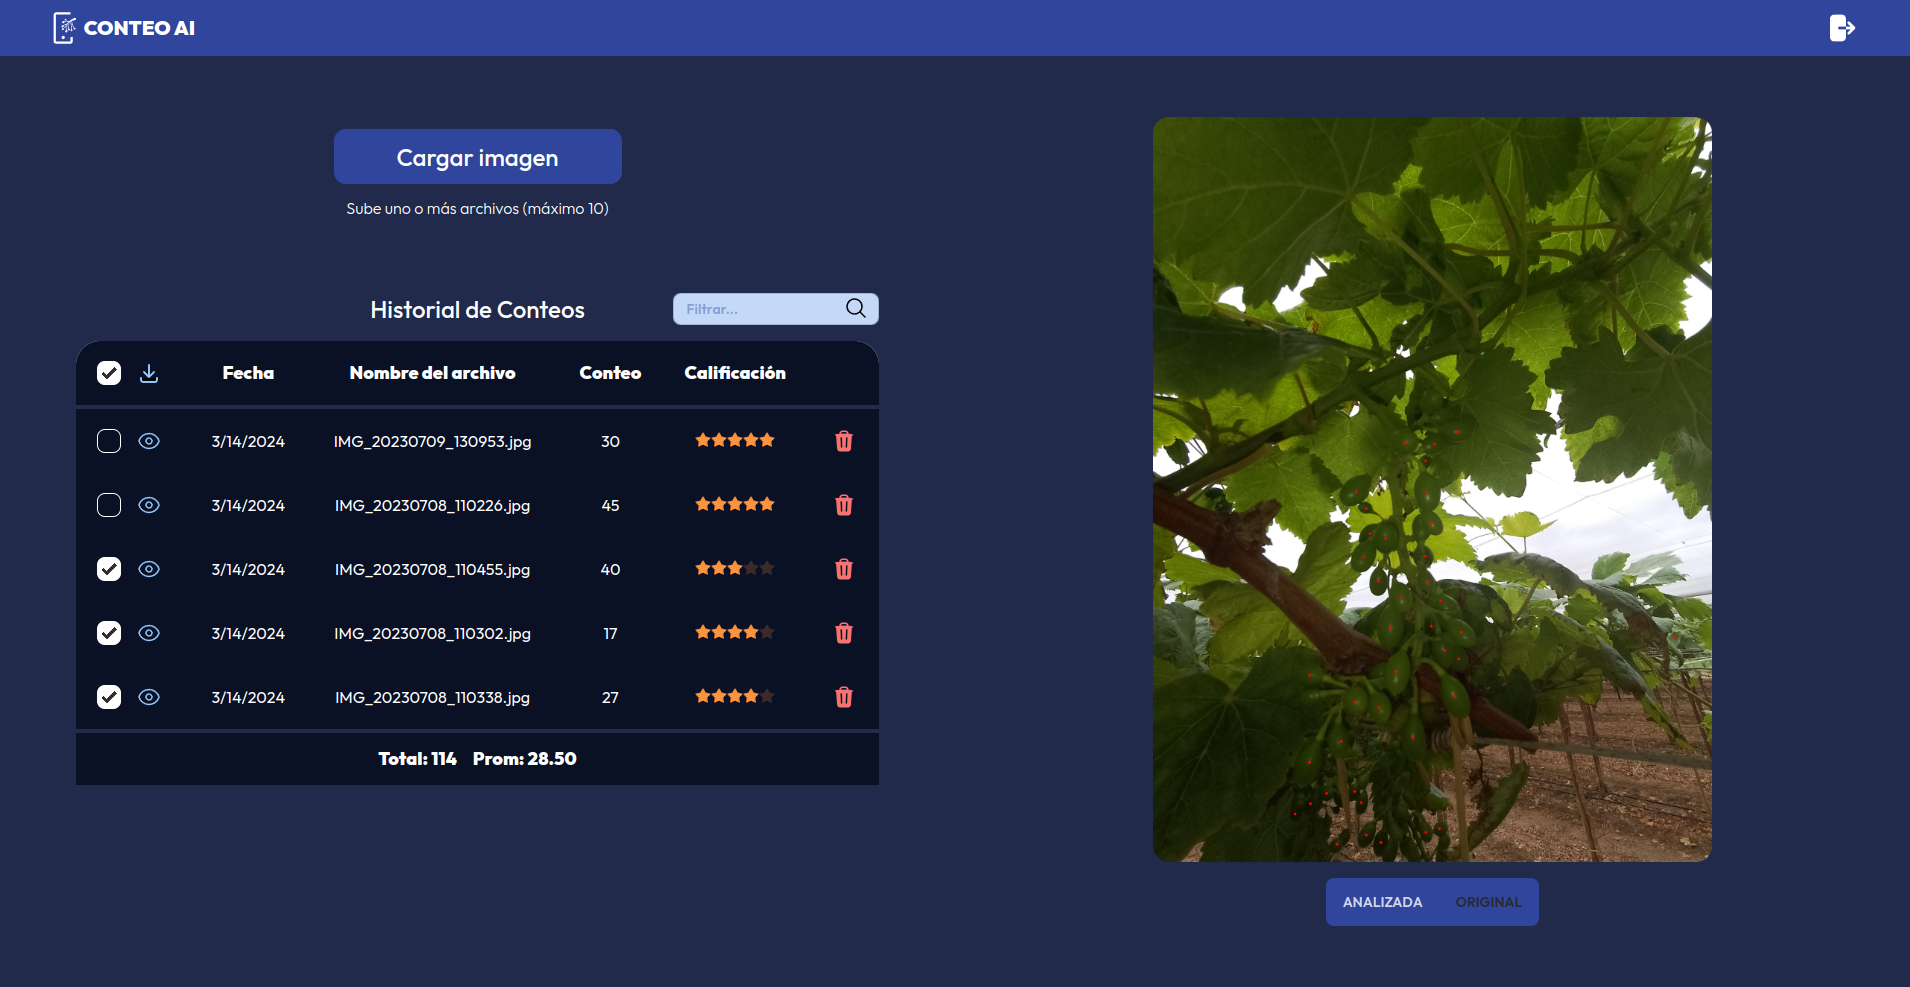 CONTEO AI
Cargar imagen
Sube uno o más archivos (máximo 10)
Historial de Conteos
Filtrar...
Fecha Nombre del archivo Conteo Calificación
3/14/2024 IMG_20230709_130953.jpg 30
3/14/2024 IMG_20230708_110226.jpg 45
3/14/2024 IMG_20230708_110455.jpg 40
3/14/2024 IMG_20230708_110302.jpg 17
3/14/2024 IMG_20230708_110338.jpg 27
Total: 114 Prom: 28.50
ANALIZADA ORIGINAL